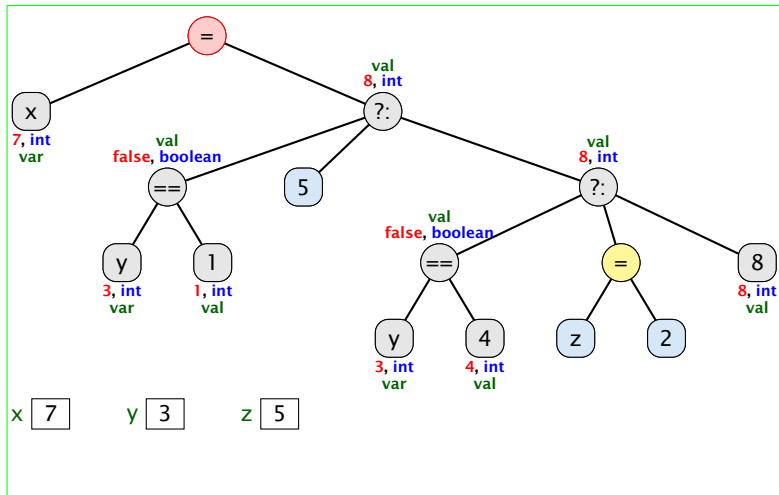 =
val
8, int
x
?:
7, int
var
val
false, boolean
val
8, int
==
5
?:
val
false, boolean
y
1
==
=
8
3, int
var
1, int
val
8, int
val
y
4
z
2
3, int
var
4, int
val
x 7 y 3 z 5